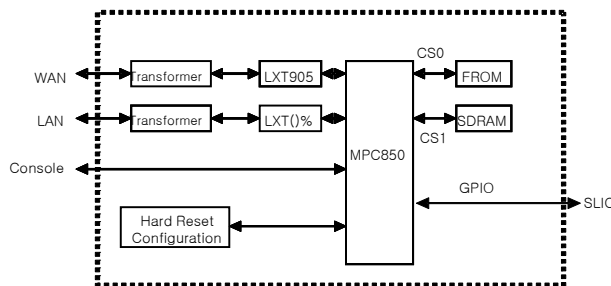 CS0
WAN Transformer LXT905 FROM
LAN Transformer LXT()% SDRAM
CS1
MPC850
Console
GPIO
SLIC
Hard Reset
Configuration